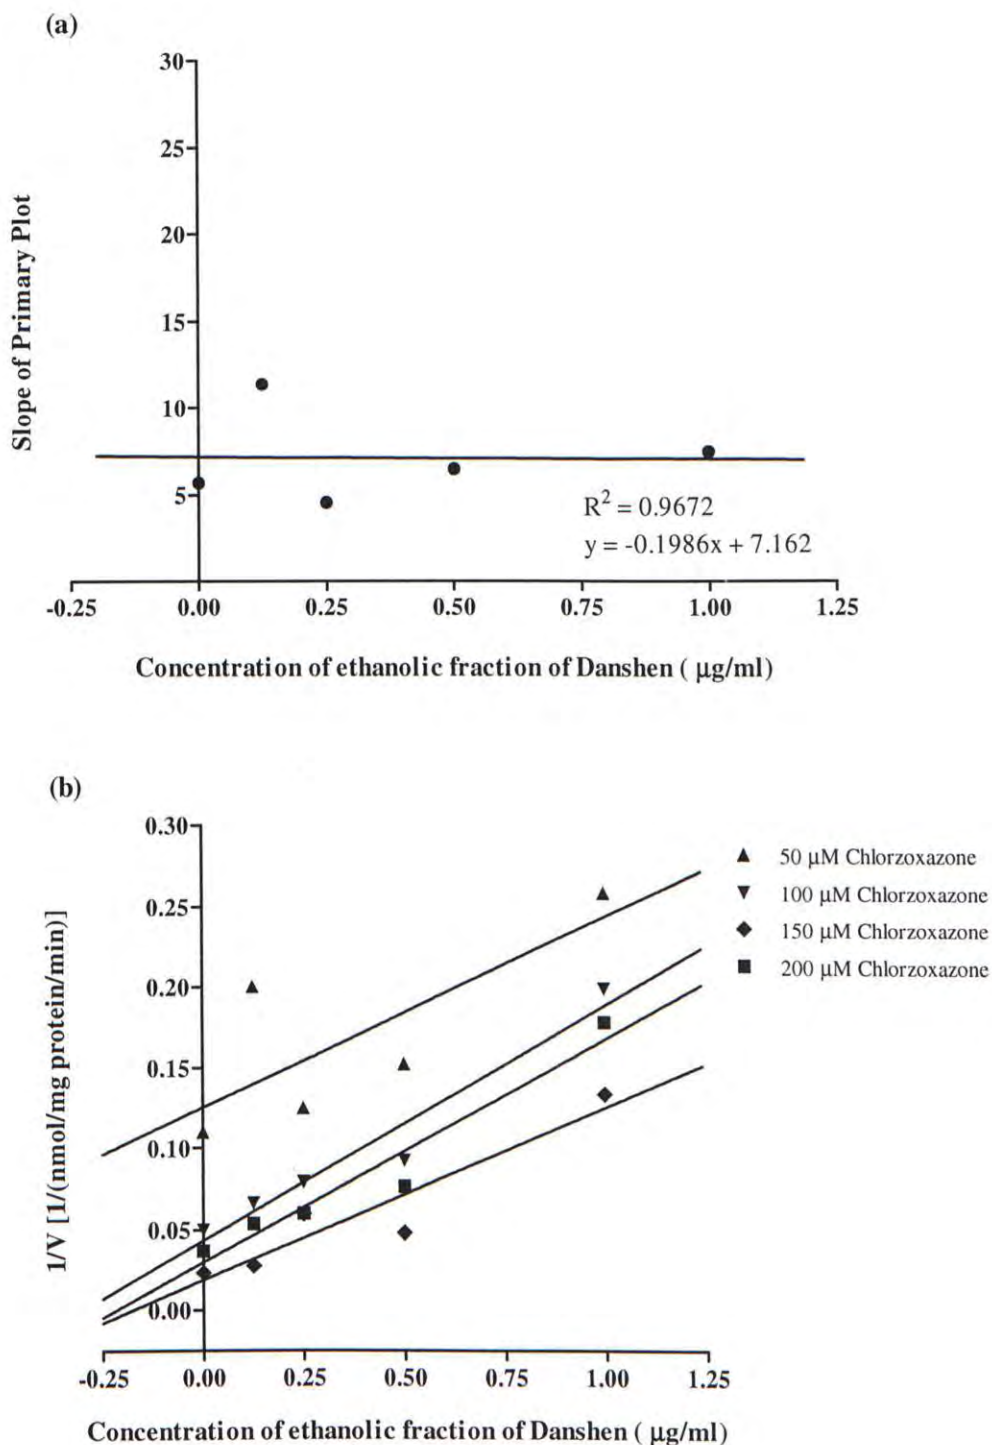 (a)
30
25
20
15
10
5
Slope of Primary Plot
R² = 0.9672
y = -0.1986x + 7.162
-0.25 0.00 0.25 0.50 0.75 1.00 1.25
Concentration of ethanolic fraction of Danshen ( µg/ml)
(b)
0.30
0.25
0.20
0.15
0.10
0.05
0.00
1/V [1/(nmol/mg protein/min)]
50 µM Chlorzoxazone
100 µM Chlorzoxazone
150 µM Chlorzoxazone
200 µM Chlorzoxazone
-0.25 0.00 0.25 0.50 0.75 1.00 1.25
Concentration of ethanolic fraction of Danshen ( µg/ml)